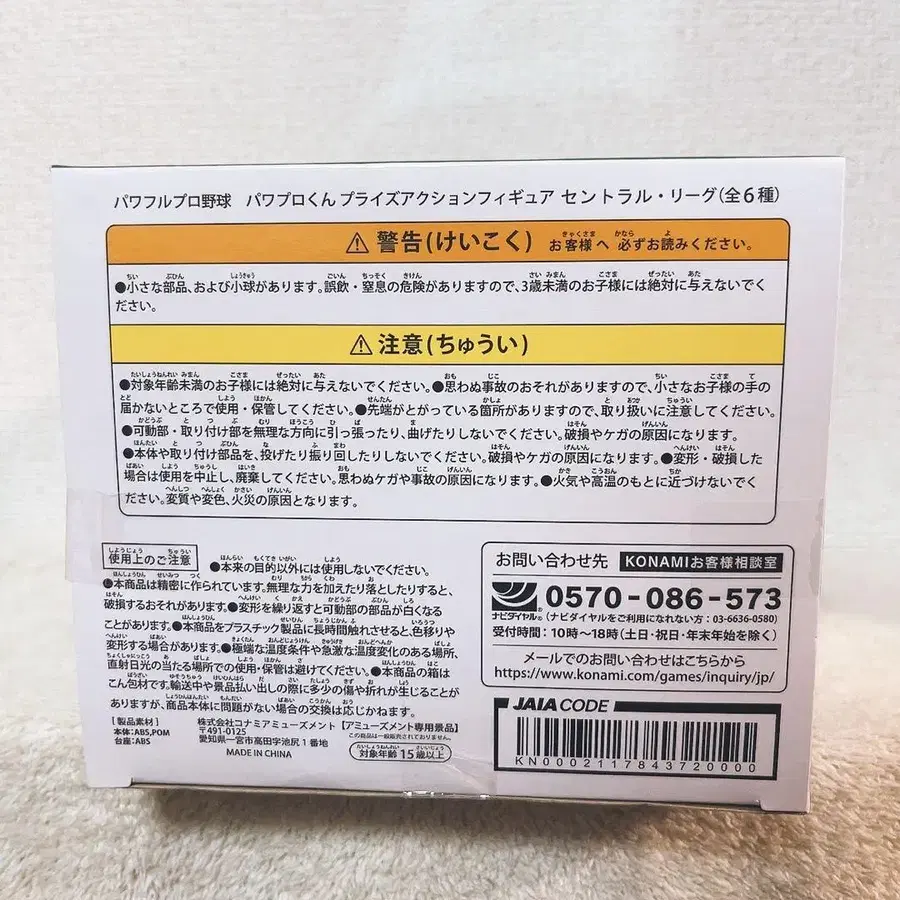 パワフルプロ野球 パワプロくん プライズアクションフィギュア セントラル・リーグ(全6種)
⚠ 警告(けいこく) お客様へ 必ずお読みください。
●小さな部品、および小球があります。誤飲・窒息の危険がありますので、3歳未満のお子様には絶対に与えないでく
ださい。
⚠ 注意(ちゅうい)
●対象年齢未満のお子様には絶対に与えないでください。●思わぬ事故のおそれがありますので、小さなお子様の手の
届かないところで使用・保管してください。●先端がとがっている箇所がありますので、取り扱いに注意してください。
●可動部・取り付け部を無理な方向に引っ張ったり、曲げたりしないでください。破損やケガの原因になります。
●本体や取り付け部品を、投げたり振り回したりしないでください。破損やケガの原因になります。●変形・破損した
場合は使用を中止し、廃棄してください。思わぬケガや事故の原因になります。●火気や高温のもとに近づけないでく
ださい。変質や変色、火災の原因となります。
使用上のご注意 ●本来の目的以外には使用しないでください。
●本商品は精密に作られています。無理な力を加えたり落としたりすると、
破損するおそれがあります。●変形を繰り返すと可動部の部品が白くなる
ことがあります。●本商品をプラスチック製品に長時間触れさせると、色移りや
変形する場合があります。●極端な温度条件や急激な温度変化のある場所、
直射日光の当たる場所での使用・保管は避けてください。●本商品の箱は
こん包材です。輸送中や景品払い出しの際に多少の傷や折れが生じることが
ありますが、商品本体に問題がない場合の交換は応じかねます。
[製品素材]
本体:ABS,POM
台座:ABS
株式会社コナミアミューズメント【アミューズメント専用景品】
この商品は一般販売しておりません。
〒491-0125
愛知県一宮市高田字池尻1番地
MADE IN CHINA
対象年齢15歳以上
お問い合わせ先 KONAMIお客様相談室
ナビダイヤル® 0570-086-573
(ナビダイヤルをご利用になれない方:03-6636-0580)
受付時間:10時~18時(土日・祝日・年末年始を除く)
メールでのお問い合わせはこちらから
https://www.konami.com/games/inquiry/jp/
JAIA CODE
KN00021178437200​00